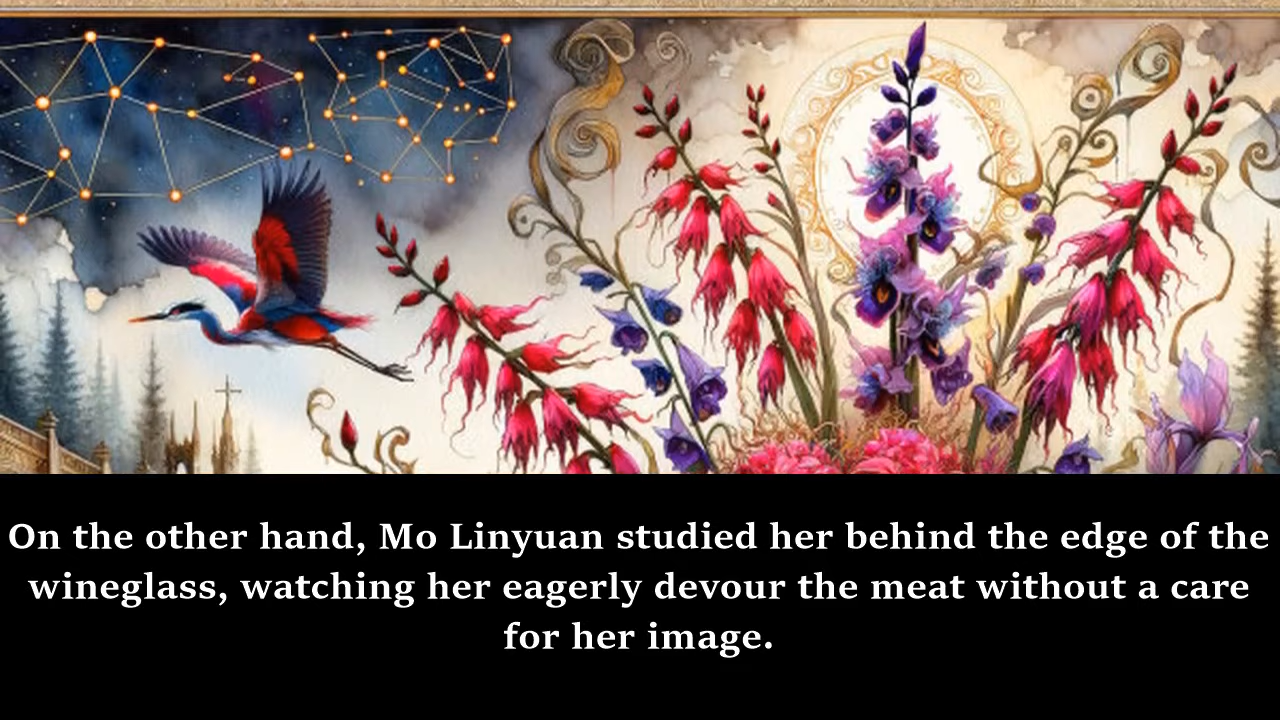 On the other hand, Mo Linyuan studied her behind the edge of the
wineglass, watching her eagerly devour the meat without a care
for her image.